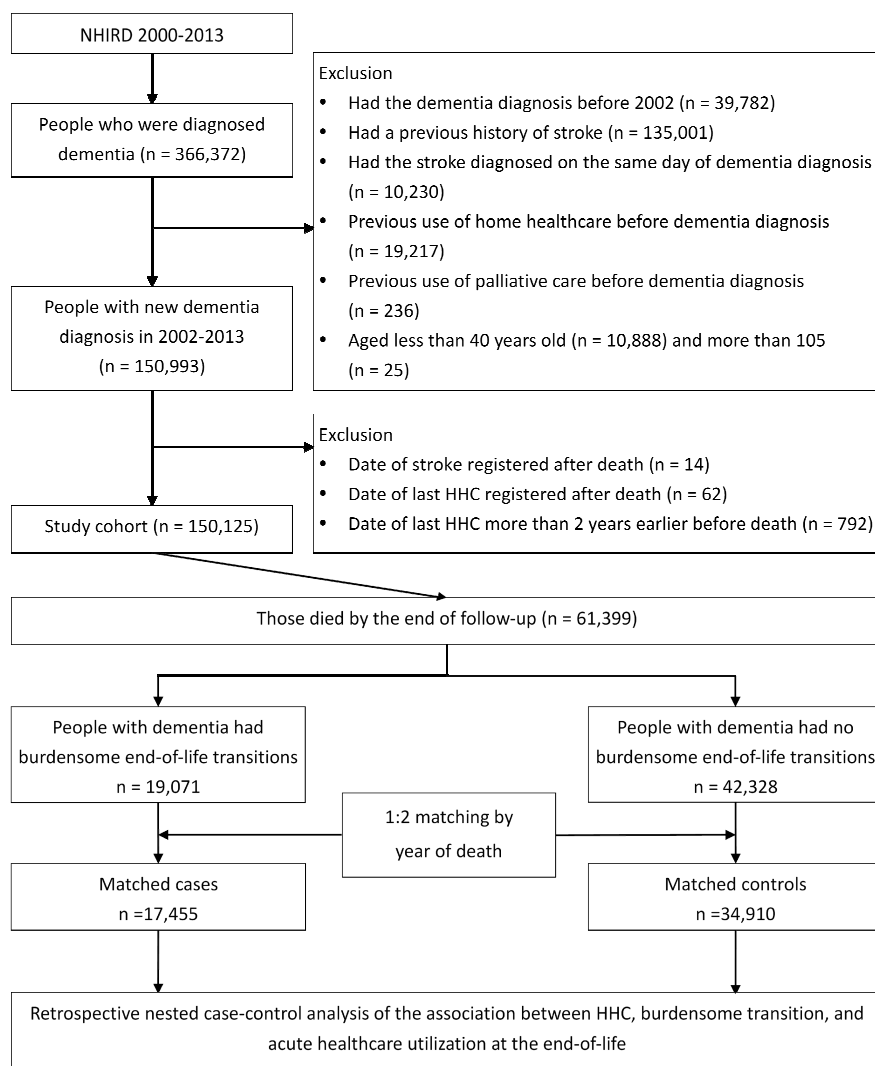 NHIRD 2000-2013
People who were diagnosed
dementia (n = 366,372)
Exclusion
• Had the dementia diagnosis before 2002 (n = 39,782)
• Had a previous history of stroke (n = 135,001)
• Had the stroke diagnosed on the same day of dementia diagnosis
(n = 10,230)
• Previous use of home healthcare before dementia diagnosis
(n = 19,217)
• Previous use of palliative care before dementia diagnosis
(n = 236)
• Aged less than 40 years old (n = 10,888) and more than 105
(n = 25)
People with new dementia
diagnosis in 2002-2013
(n = 150,993)
Exclusion
• Date of stroke registered after death (n = 14)
• Date of last HHC registered after death (n = 62)
• Date of last HHC more than 2 years earlier before death (n = 792)
Study cohort (n = 150,125)
Those died by the end of follow-up (n = 61,399)
People with dementia had
burdensome end-of-life transitions
n = 19,071
People with dementia had no
burdensome end-of-life transitions
n = 42,328
1:2 matching by
year of death
Matched cases
n =17,455
Matched controls
n =34,910
Retrospective nested case-control analysis of the association between HHC, burdensome transition, and
acute healthcare utilization at the end-of-life